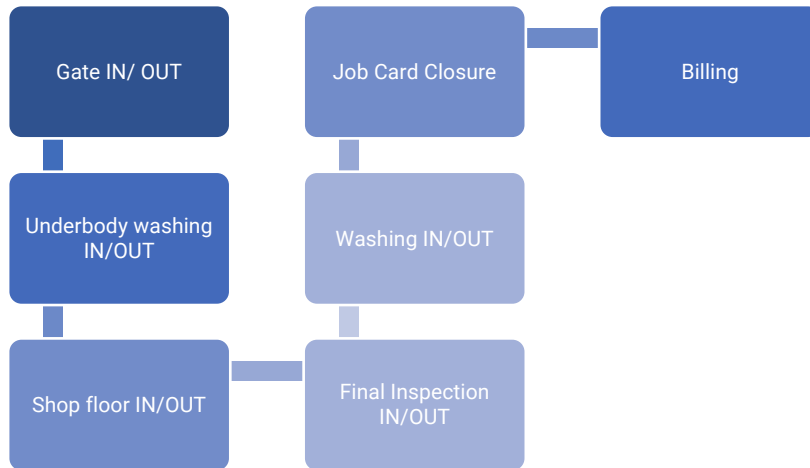 Gate IN/ OUT
Underbody washing
IN/OUT
Shop floor IN/OUT
Final Inspection
IN/OUT
Washing IN/OUT
Job Card Closure
Billing